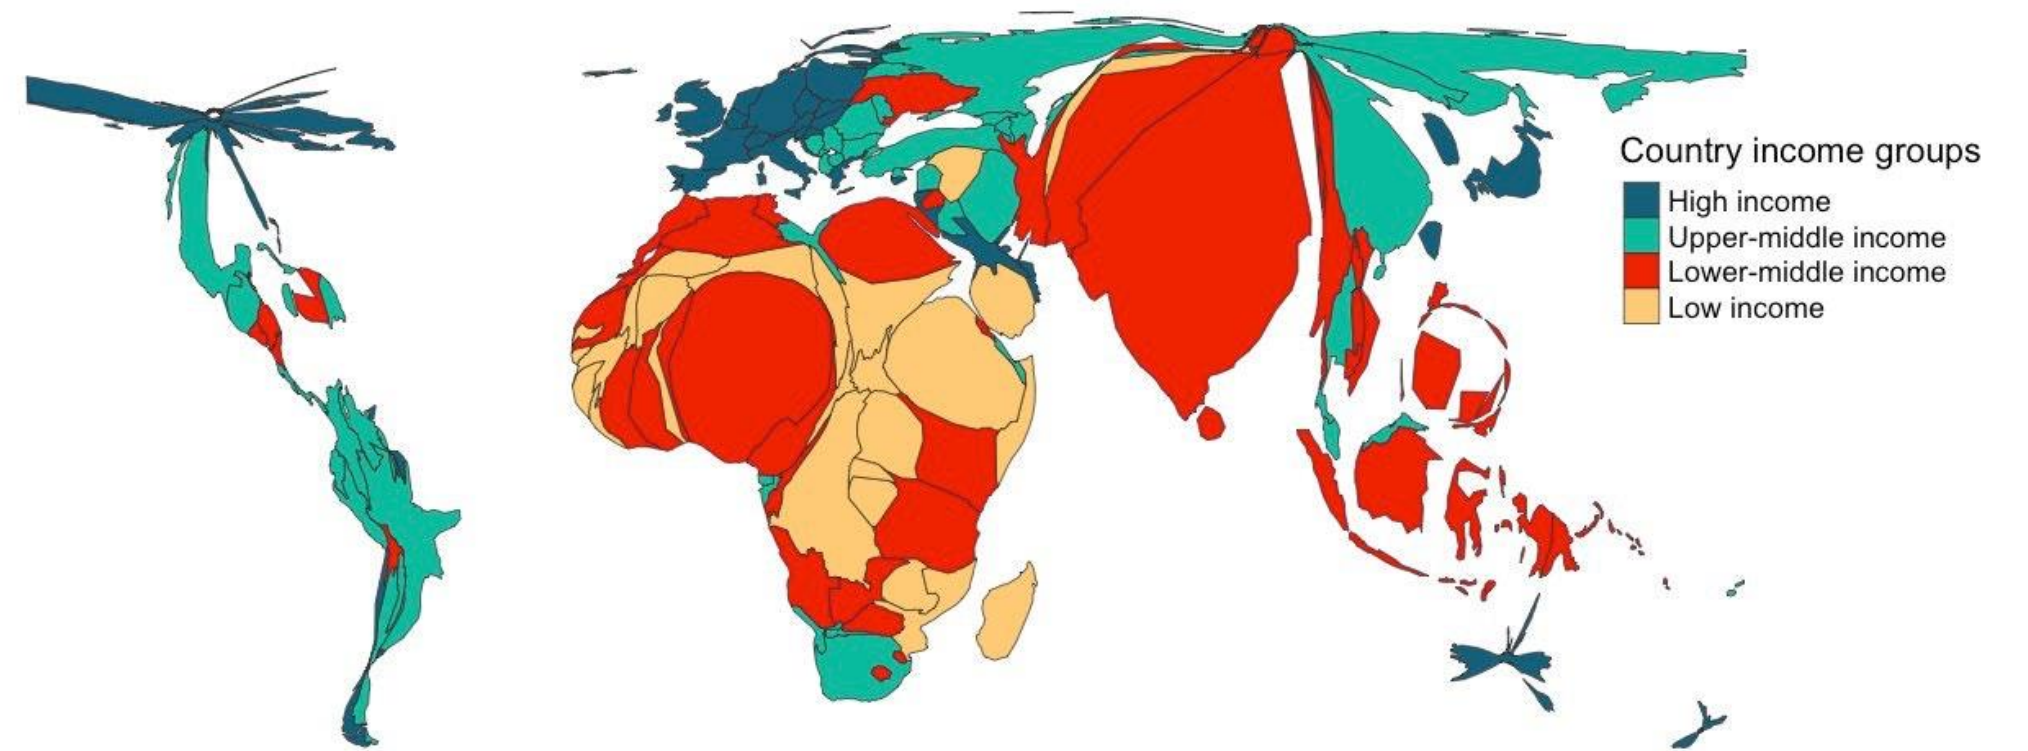 Country income groups
High income
Upper-middle income
Lower-middle income
Low income